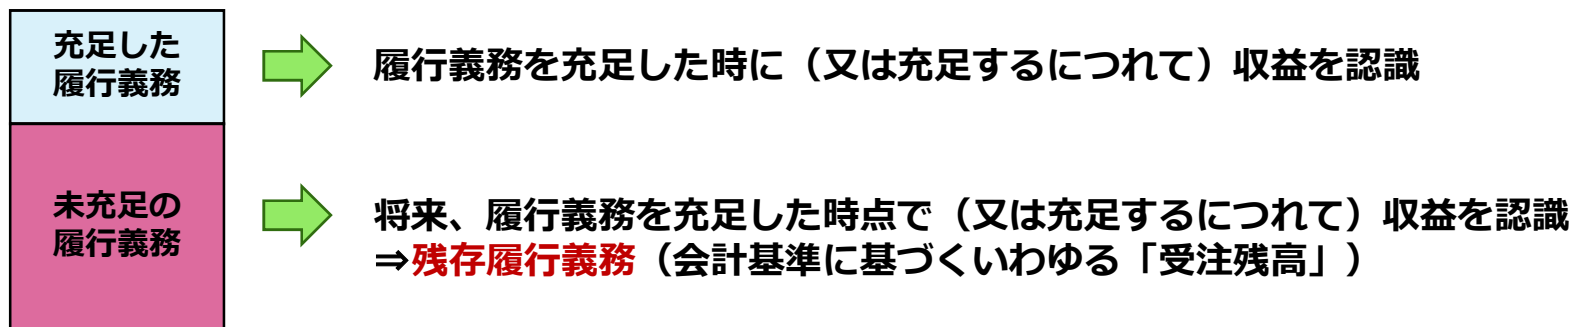 充足した
履行義務
履行義務を充足した時に（又は充足するにつれて）収益を認識
未充足の
履行義務
将来、履行義務を充足した時点で（又は充足するにつれて）収益を認識
⇒残存履行義務（会計基準に基づくいわゆる「受注残高」）